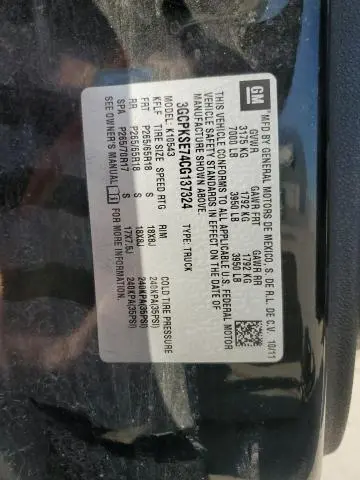 GM
"MFD BY GENERAL MOTORS DE MEXICO, S. DE R.L. DE C.V. 10/11
GVWR GAWR FRT GAWR RR
3175 KG 1792 KG 1792 KG
7000 LB 3950 LB 3950 LB
THIS VEHICLE CONFORMS TO ALL APPLICABLE U.S. FEDERAL MOTOR
VEHICLE SAFETY STANDARDS IN EFFECT ON THE DATE OF
MANUFACTURE SHOWN ABOVE.
3GCPKSE74CG137324 TYPE: TRUCK
MODEL: K10543
KFLF TIRE SIZE SPEED RTG RIM COLD TIRE PRESSURE
FRT P265/65R18 S 18X8J 240KPA(35PSI)
RR P265/65R18 S 18X8J 240KPA(35PSI)
SPA P265/70R17 S 17X7.5J 240KPA(35PSI)
SEE OWNER'S MANUAL